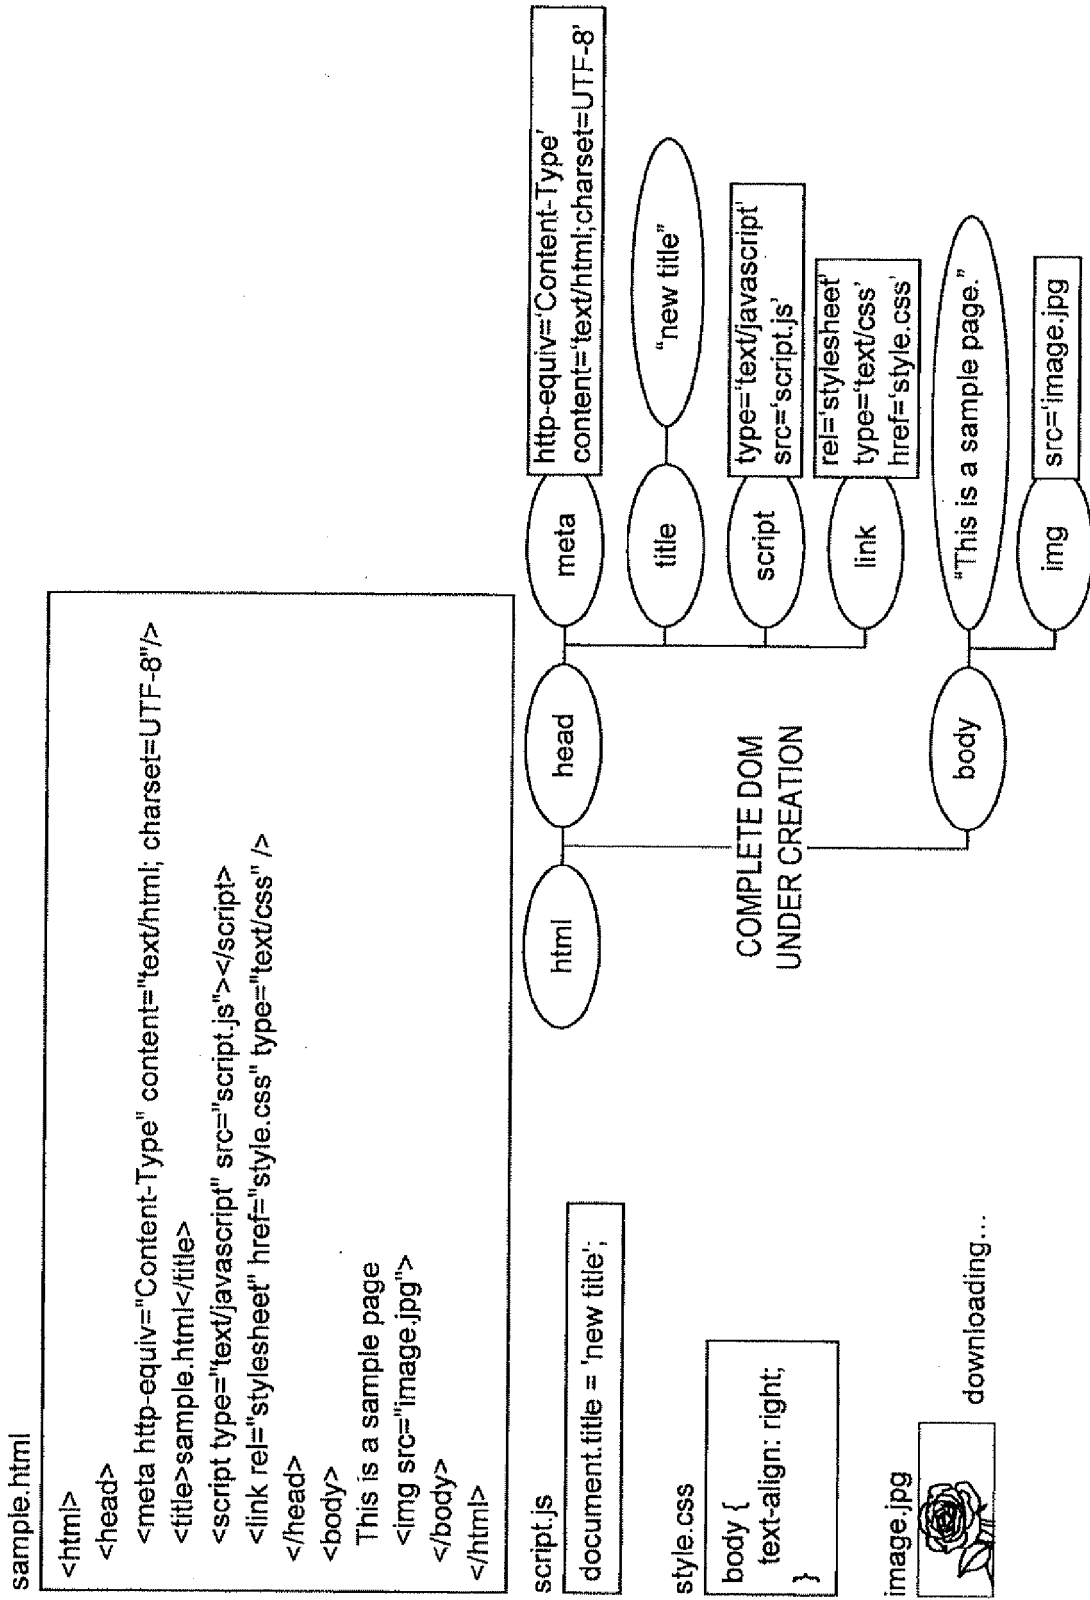 sample.html
<html>
<head>
<meta http-equiv="Content-Type" content="text/html; charset=UTF-8"/>
<title>sample.html</title>
<script type="text/javascript" src="script.js"></script>
<link rel="stylesheet" href="style.css" type="text/css" />
</head>
<body>
This is a sample page
<img src="image.jpg">
</body>
</html>
script.js
document.title = 'new title';
style.css
body {
text-align: right;
}
image.jpg
downloading...
html
COMPLETE DOM
UNDER CREATION
head
meta
http-equiv=‘Content-Type'
content=‘text/html;charset=UTF-8'
title
“new title”
script
type=‘text/javascript'
src=‘script.js'
link
rel=‘stylesheet'
type=‘text/css'
href=‘style.css'
body
“This is a sample page.”
img
src=‘image.jpg